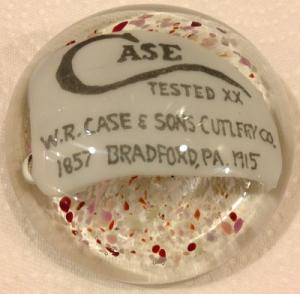 CASE
TESTED XX
W.R. CASE & SONS CUTLERY CO.
1857 BRADFORD, PA. 1915